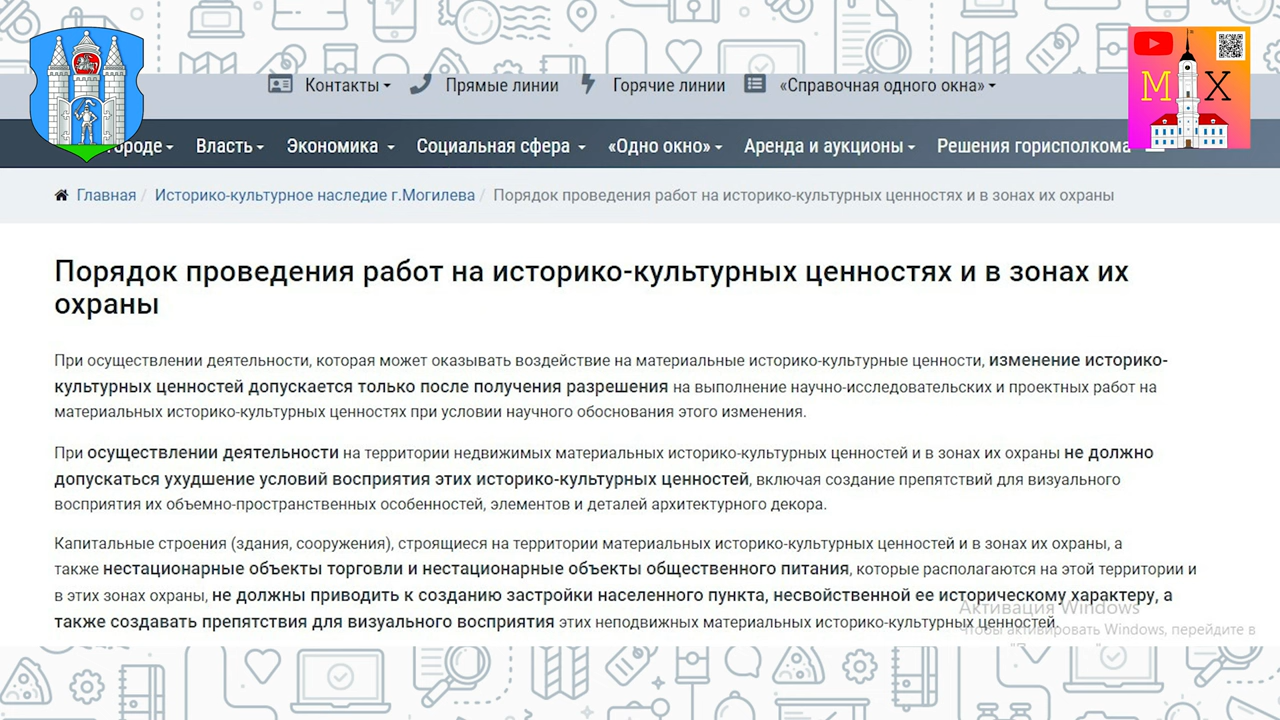 Контакты
Прямые линии
Горячие линии
«Справочная одного окна»
М Х
городе
Власть
Экономика
Социальная сфера
«Одно окно»
Аренда и аукционы
Решения горисполкома
Главная / Историко-культурное наследие г.Могилева / Порядок проведения работ на историко-культурных ценностях и в зонах их охраны
Порядок проведения работ на историко-культурных ценностях и в зонах их
охраны
При осуществлении деятельности, которая может оказывать воздействие на материальные историко-культурные ценности, изменение историко-
культурных ценностей допускается только после получения разрешения на выполнение научно-исследовательских и проектных работ на
материальных историко-культурных ценностях при условии научного обоснования этого изменения.
При осуществлении деятельности на территории недвижимых материальных историко-культурных ценностей и в зонах их охраны не должно
допускаться ухудшение условий восприятия этих историко-культурных ценностей, включая создание препятствий для визуального
восприятия их объемно-пространственных особенностей, элементов и деталей архитектурного декора.
Капитальные строения (здания, сооружения), строящиеся на территории материальных историко-культурных ценностей и в зонах их охраны, а
также нестационарные объекты торговли и нестационарные объекты общественного питания, которые располагаются на этой территории и
в этих зонах охраны, не должны приводить к созданию застройки населенного пункта, несвойственной ее историческому характеру, а
также создавать препятствия для визуального восприятия этих неподвижных материальных историко-культурных ценностей.
Активация Windows
Чтобы активировать Windows, перейдите в